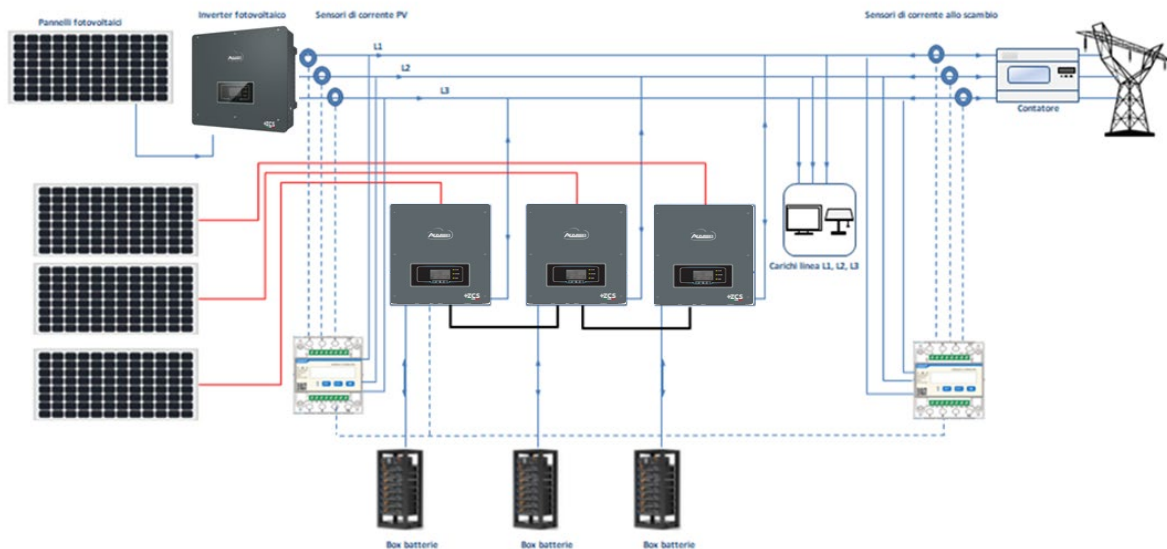 Pannelli fotovoltaici
Inverter fotovoltaico
Sensori di corrente PV
Sensori di corrente allo scambio
L1
L2
L3
Contatore
Carichi linea L1, L2, L3
Box batterie
Box batterie
Box batterie